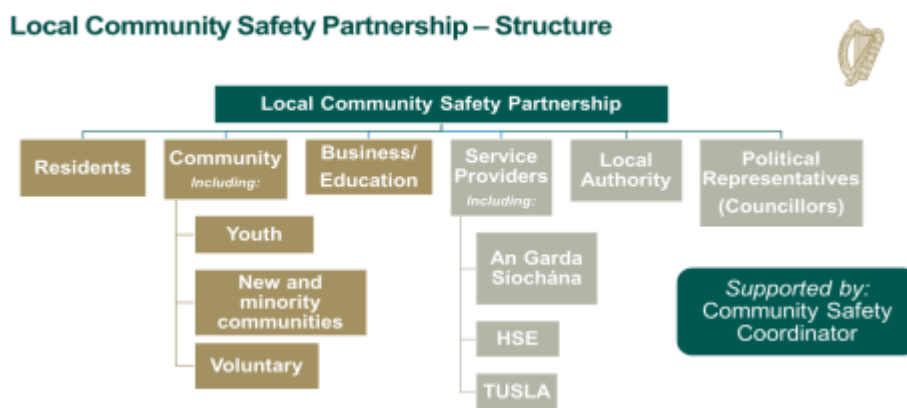 Local Community Safety Partnership – Structure
Local Community Safety Partnership
Residents
Community
Including:
Youth
New and
minority
communities
Voluntary
Business/
Education
Service
Providers
Including:
An Garda
Síochána
HSE
TUSLA
Local
Authority
Political
Representatives
(Councillors)
Supported by:
Community Safety
Coordinator